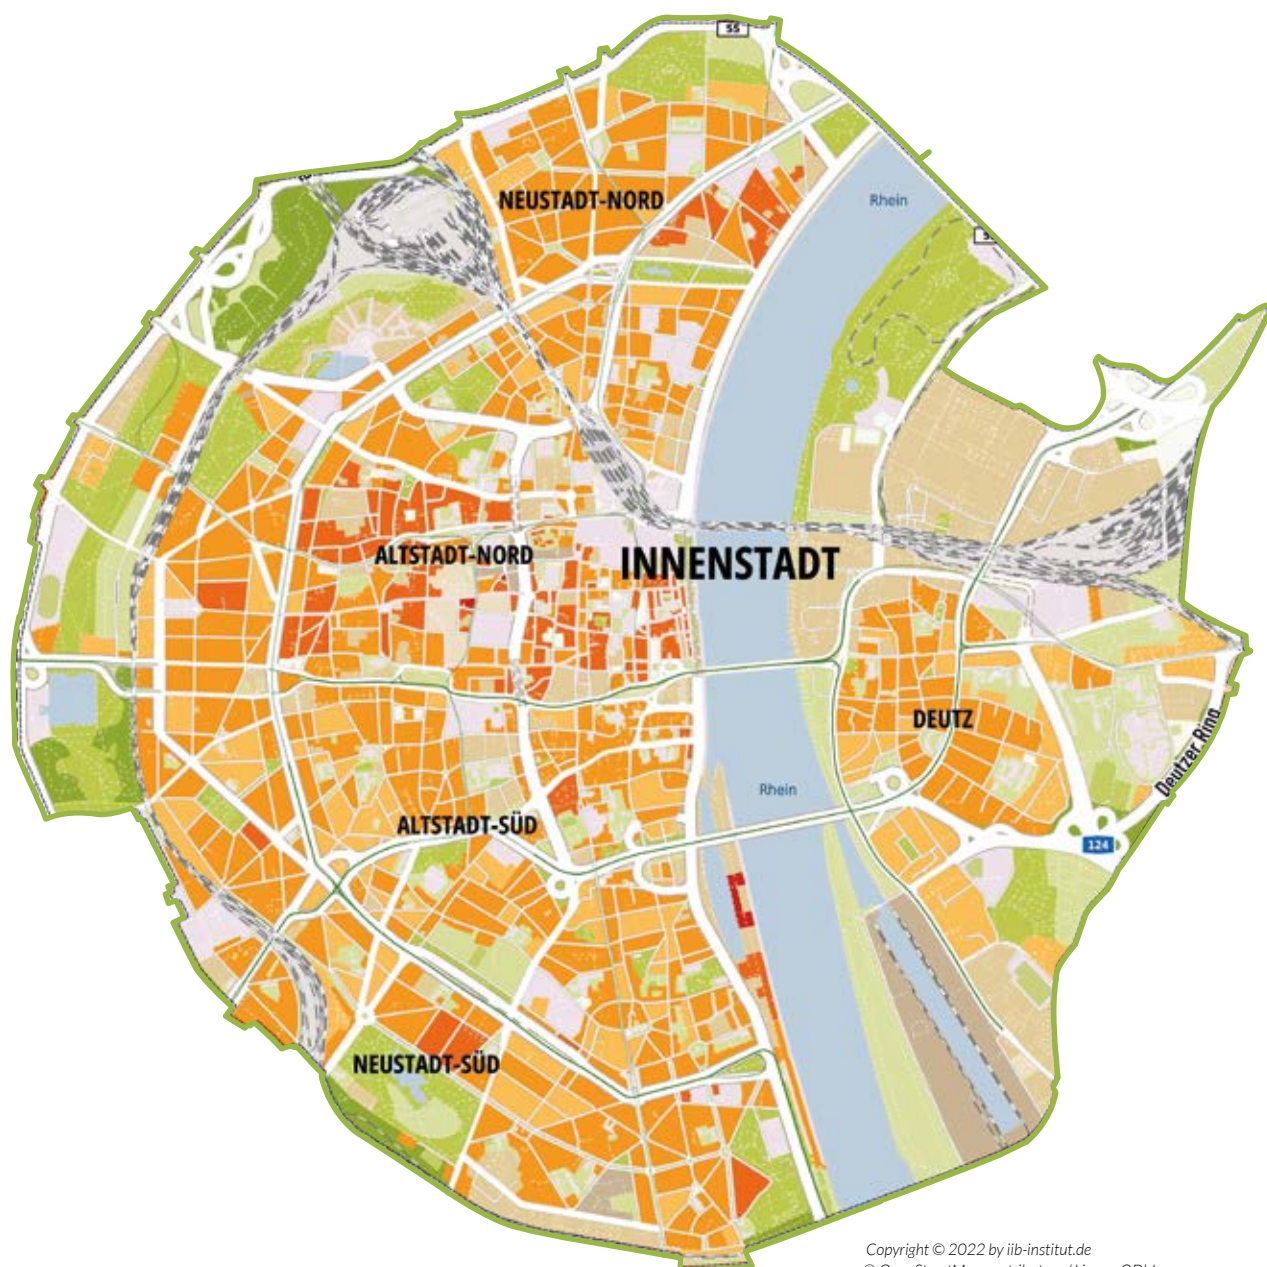 55
NEUSTADT-NORD
Rhein
ALTSTADT-NORD
INNENSTADT
DEUTZ
Deutzer Ring
Rhein
ALTSTADT-SÜD
124
NEUSTADT-SÜD
Copyright © 2022 by iib-institut.de